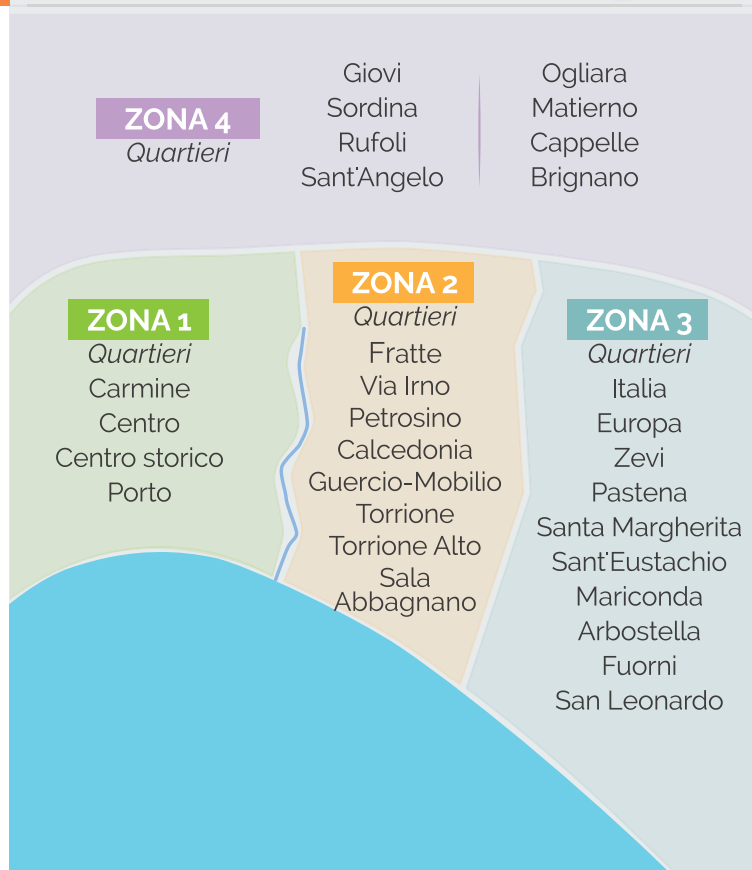 ZONA 4
Quartieri
Giovi
Sordina
Rufoli
Sant'Angelo
Ogliara
Matierno
Cappelle
Brignano
ZONA 1
Quartieri
Carmine
Centro
Centro storico
Porto
ZONA 2
Quartieri
Fratte
Via Irno
Petrosino
Calcedonia
Guercio-Mobilio
Torrione
Torrione Alto
Sala
Abbagnano
ZONA 3
Quartieri
Italia
Europa
Zevi
Pastena
Santa Margherita
Sant'Eustachio
Mariconda
Arbostella
Fuorni
San Leonardo